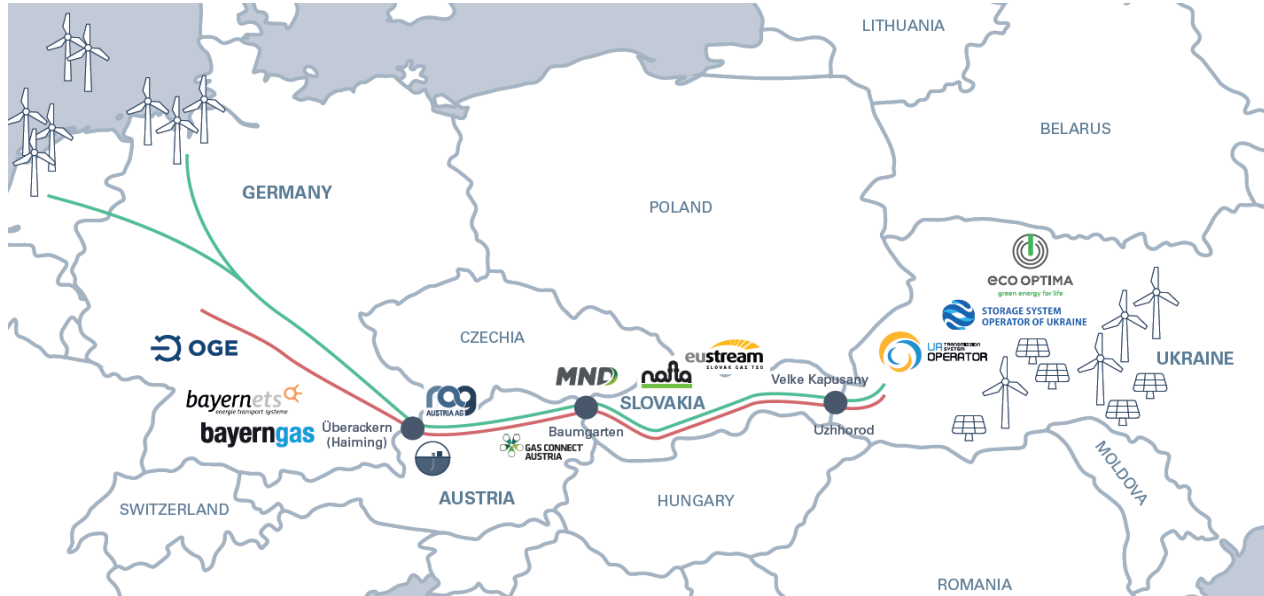 LITHUANIA
BELARUS
GERMANY
POLAND
eco OPTIMA
green energy for life
STORAGE SYSTEM
OPERATOR OF UKRAINE
UA TRANSMISSION
SYSTEM
OPERATOR
UKRAINE
CZECHIA
OGE
eustream
SLOVAK GAS TSO
MND
nafta
Velke Kapusany
SLOVAKIA
bayernets
energie transport systeme
bayerngas
rag
AUSTRIA AG
Überackern
(Haiming)
Baumgarten
Uzhhorod
GAS CONNECT
AUSTRIA
MOLDOVA
SWITZERLAND
AUSTRIA
HUNGARY
ROMANIA